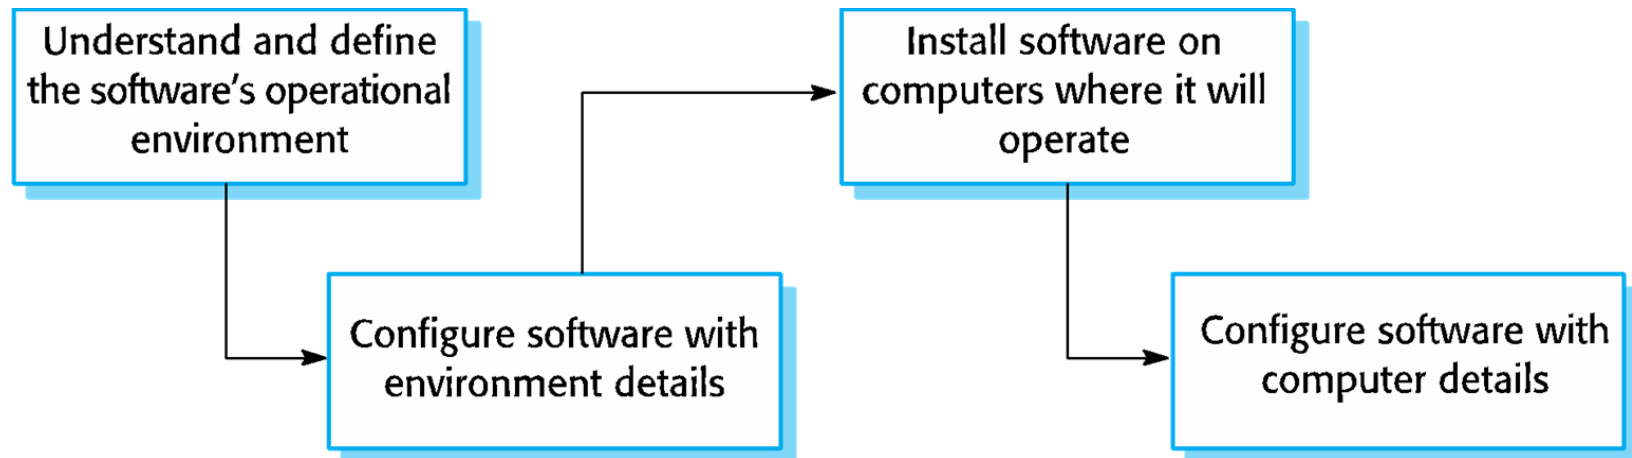 Understand and define
the software's operational
environment
Configure software with
environment details
Install software on
computers where it will
operate
Configure software with
computer details